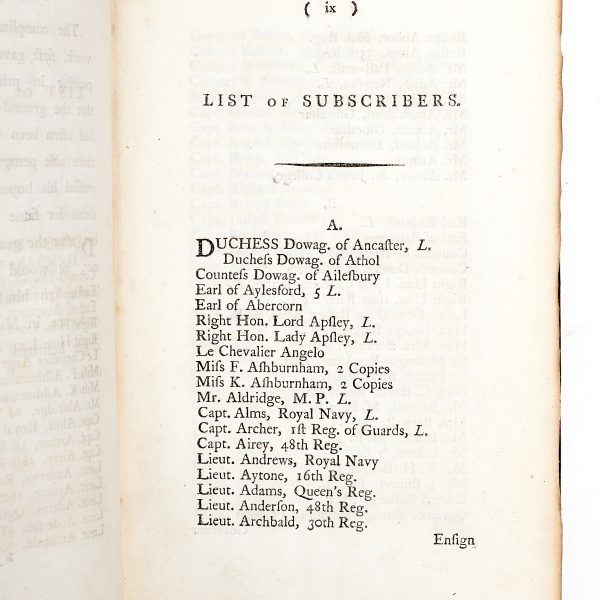 ( ix )
LIST OF SUBSCRIBERS.
A.
DUCHESS Dowag. of Ancaſter, L.
Ducheſs Dowag. of Athol
Counteſs Dowag. of Aileſbury
Earl of Aylesford, 5 L.
Earl of Abercorn
Right Hon. Lord Apſley, L.
Right Hon. Lady Apſley, L.
Le Chevalier Angelo
Miſs F. Aſhburnham, 2 Copies
Miſs K. Aſhburnham, 2 Copies
Mr. Aldridge, M. P. L.
Capt. Alms, Royal Navy, L.
Capt. Archer, 1ſt Reg. of Guards, L.
Capt. Airey, 48th Reg.
Lieut. Andrews, Royal Navy
Lieut. Aytone, 16th Reg.
Lieut. Adams, Queen's Reg.
Lieut. Anderſon, 48th Reg.
Lieut. Archbald, 30th Reg.
Enſign